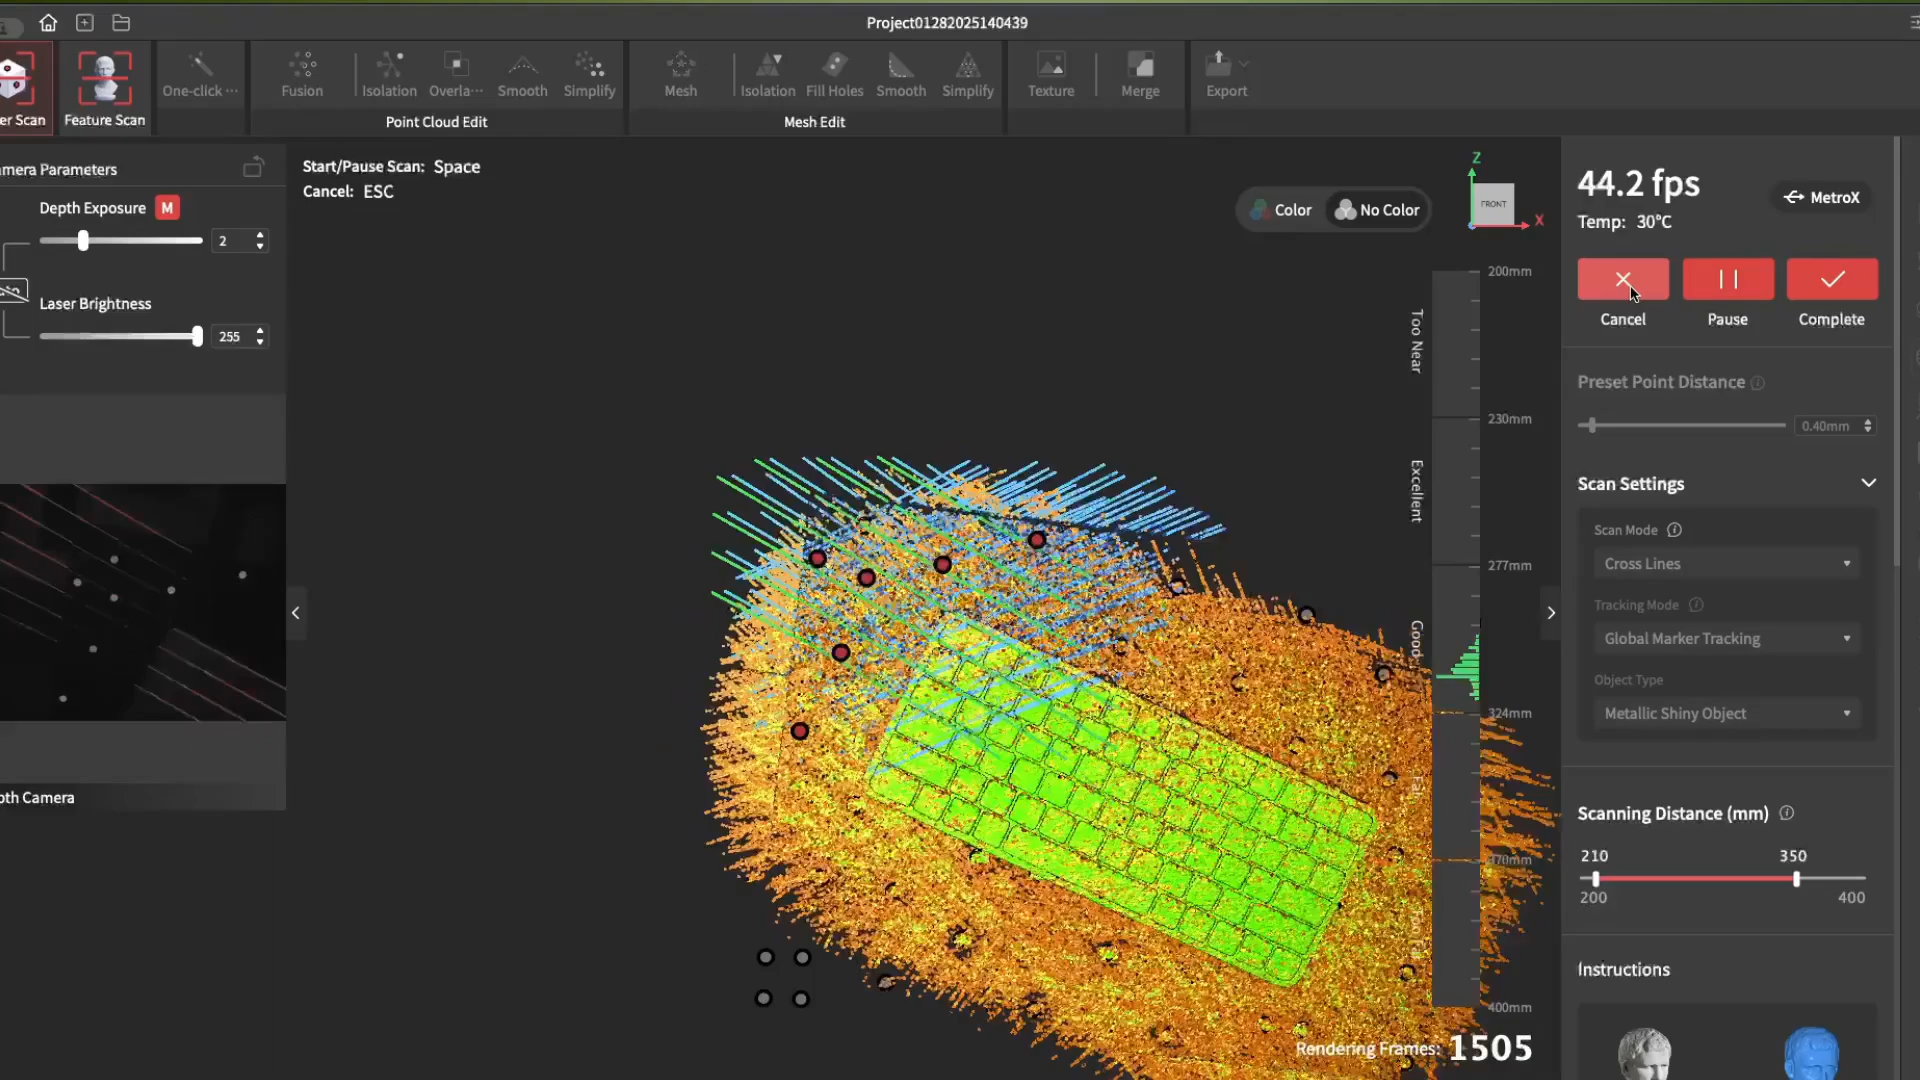 Project01282025140439
er Scan
Feature Scan
One-click ···
Fusion
Isolation
Overla···
Smooth
Simplify
Point Cloud Edit
Mesh
Isolation
Fill Holes
Smooth
Simplify
Mesh Edit
Texture
Merge
Export
mera Parameters
Depth Exposure M
2
Laser Brightness
255
pth Camera
Start/Pause Scan: Space
Cancel: ESC
Color
No Color
Z
FRONT
X
200mm
Too Near
230mm
Excellent
277mm
Good
324mm
370mm
400mm
Rendering Frames: 1505
44.2 fps
MetroX
Temp: 30°C
Cancel
Pause
Complete
Preset Point Distance
0.40mm
Scan Settings
Scan Mode
Cross Lines
Tracking Mode
Global Marker Tracking
Object Type
Metallic Shiny Object
Scanning Distance (mm)
210 350
200 400
Instructions